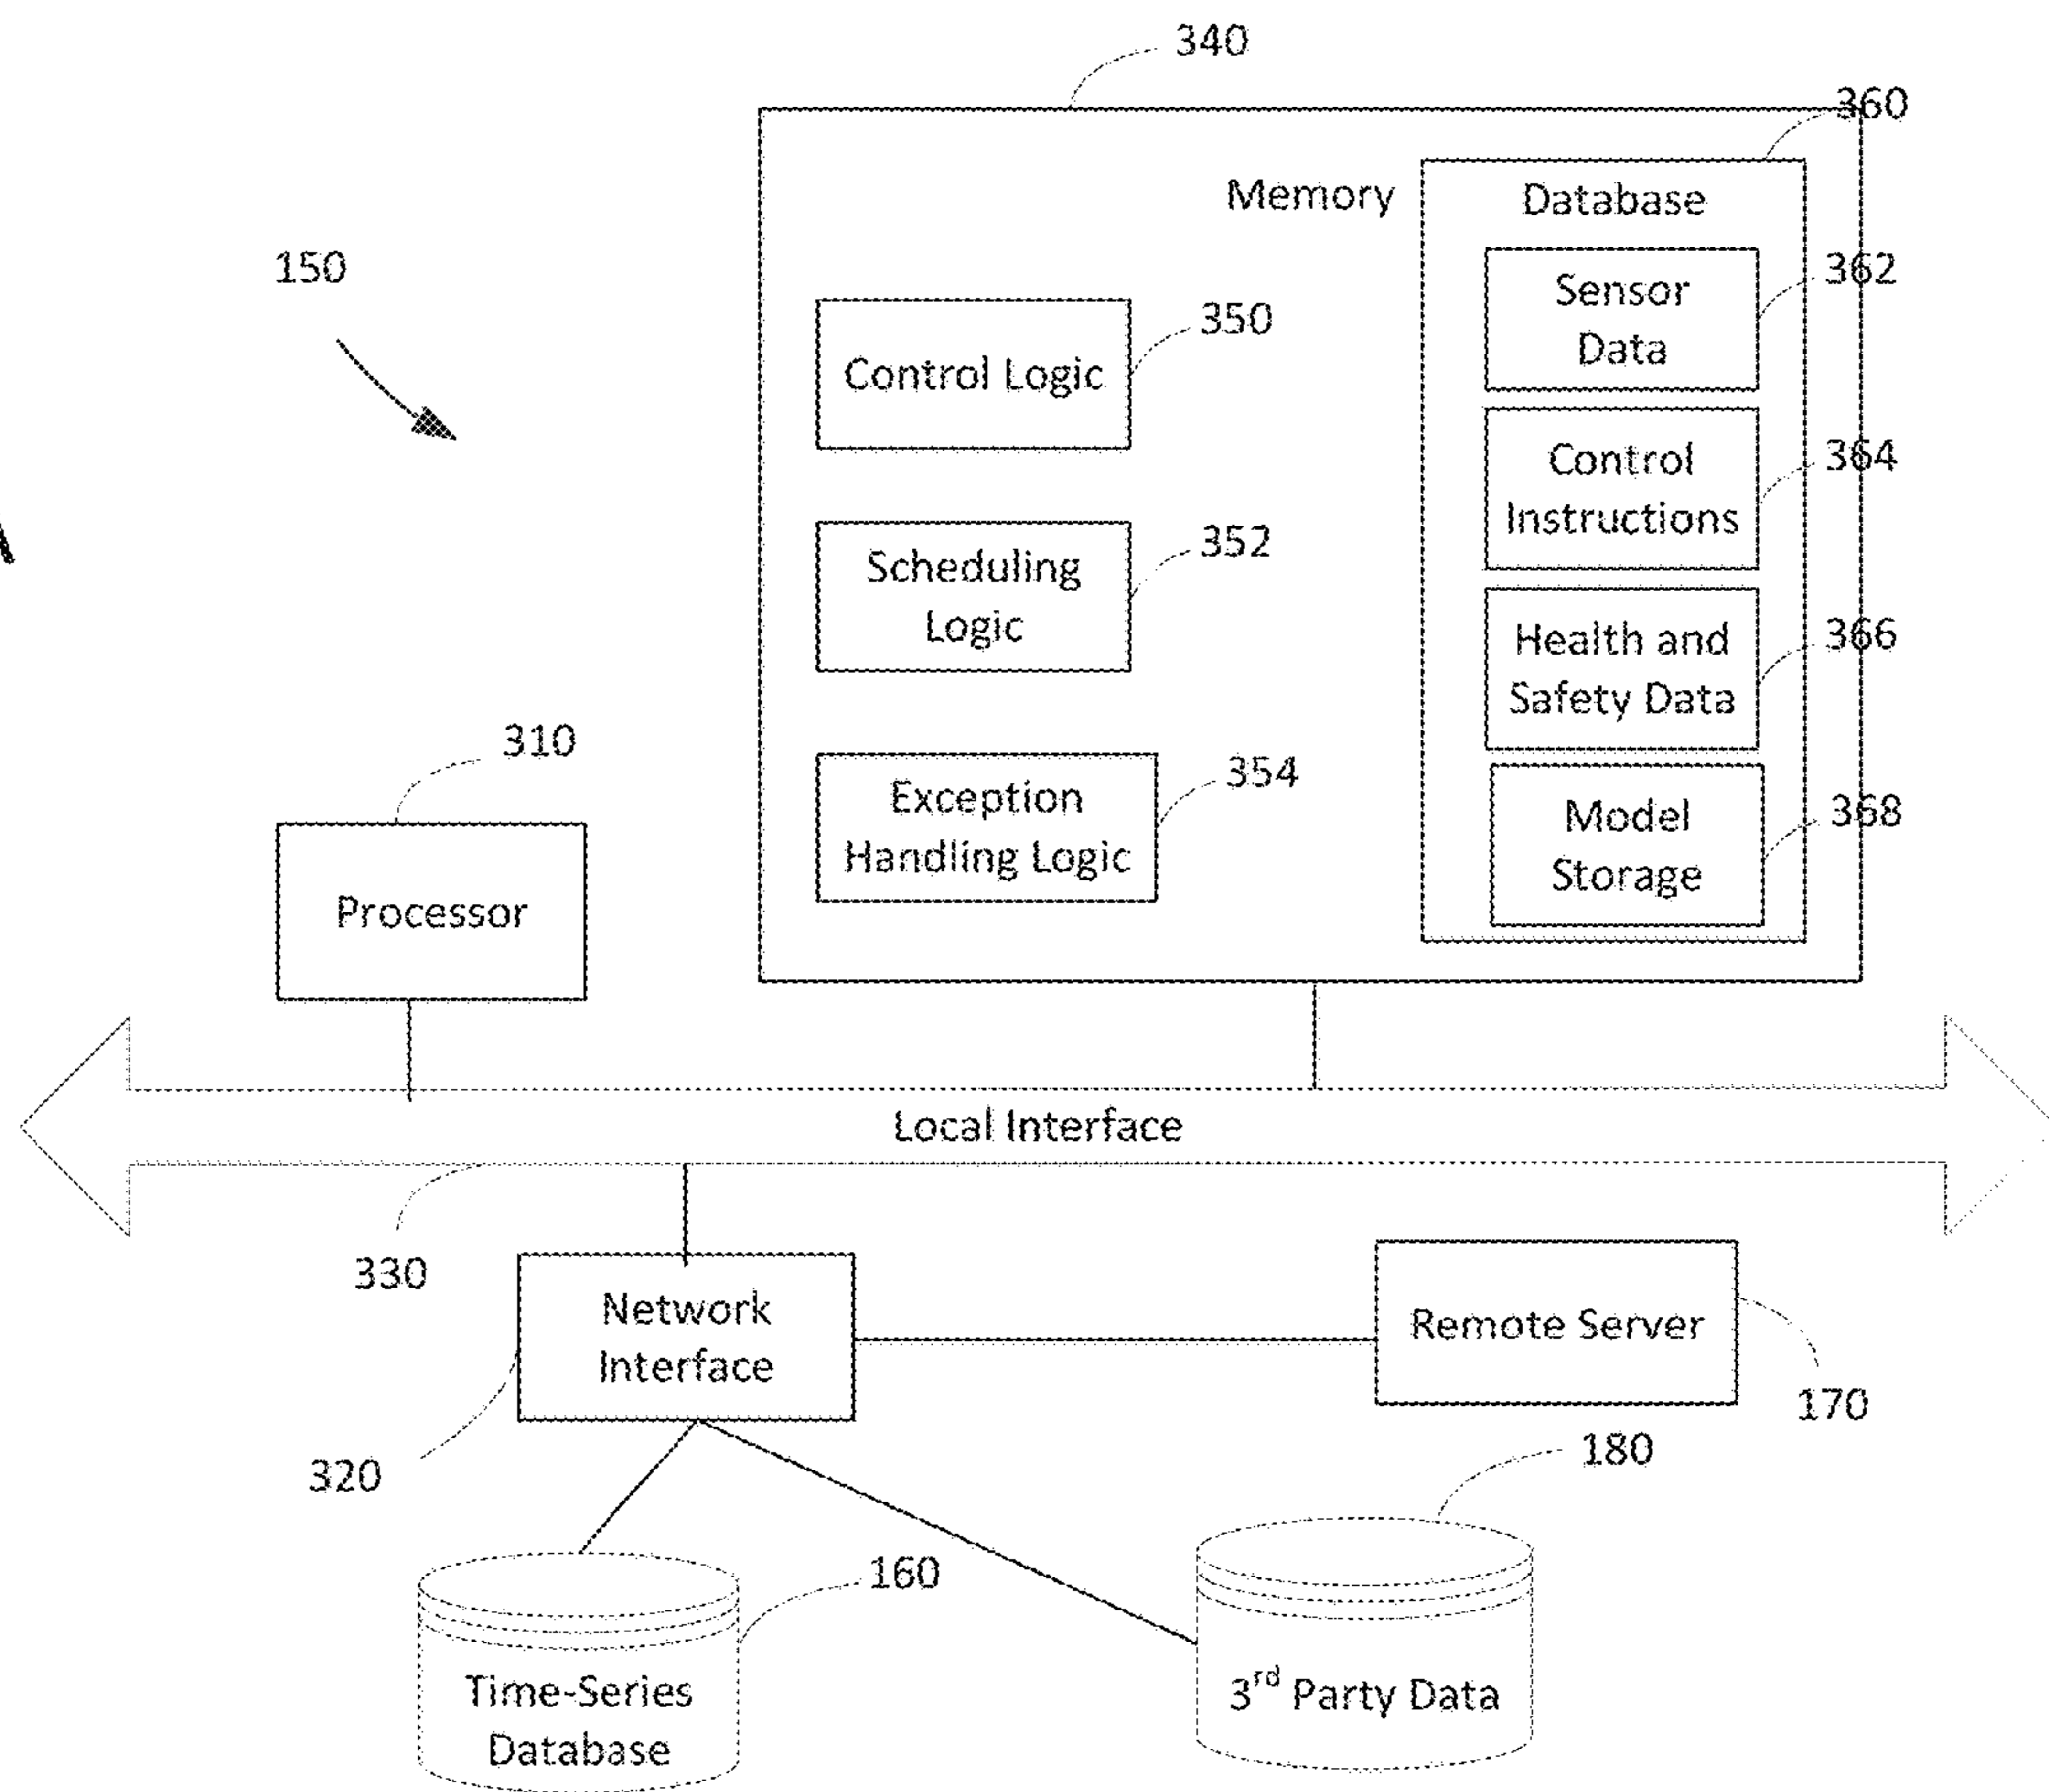 340
360
Memory
Database
150
Sensor
Data
362
350
Control Logic
Control
Instructions
364
352
Scheduling
Logic
Health and
Safety Data
366
310
354
Exception
Handling Logic
Model
Storage
368
Processor
Local Interface
330
Network
Interface
Remote Server
170
320
180
160
Time-Series
Database
3rd Party Data